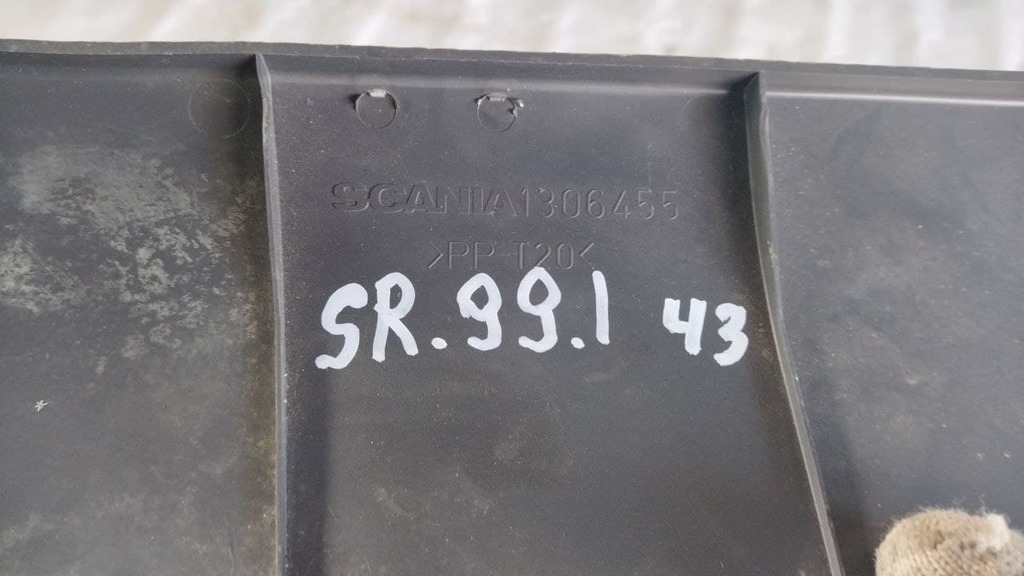 SCANIA1306455
>PP T20<
SR.99.1 43